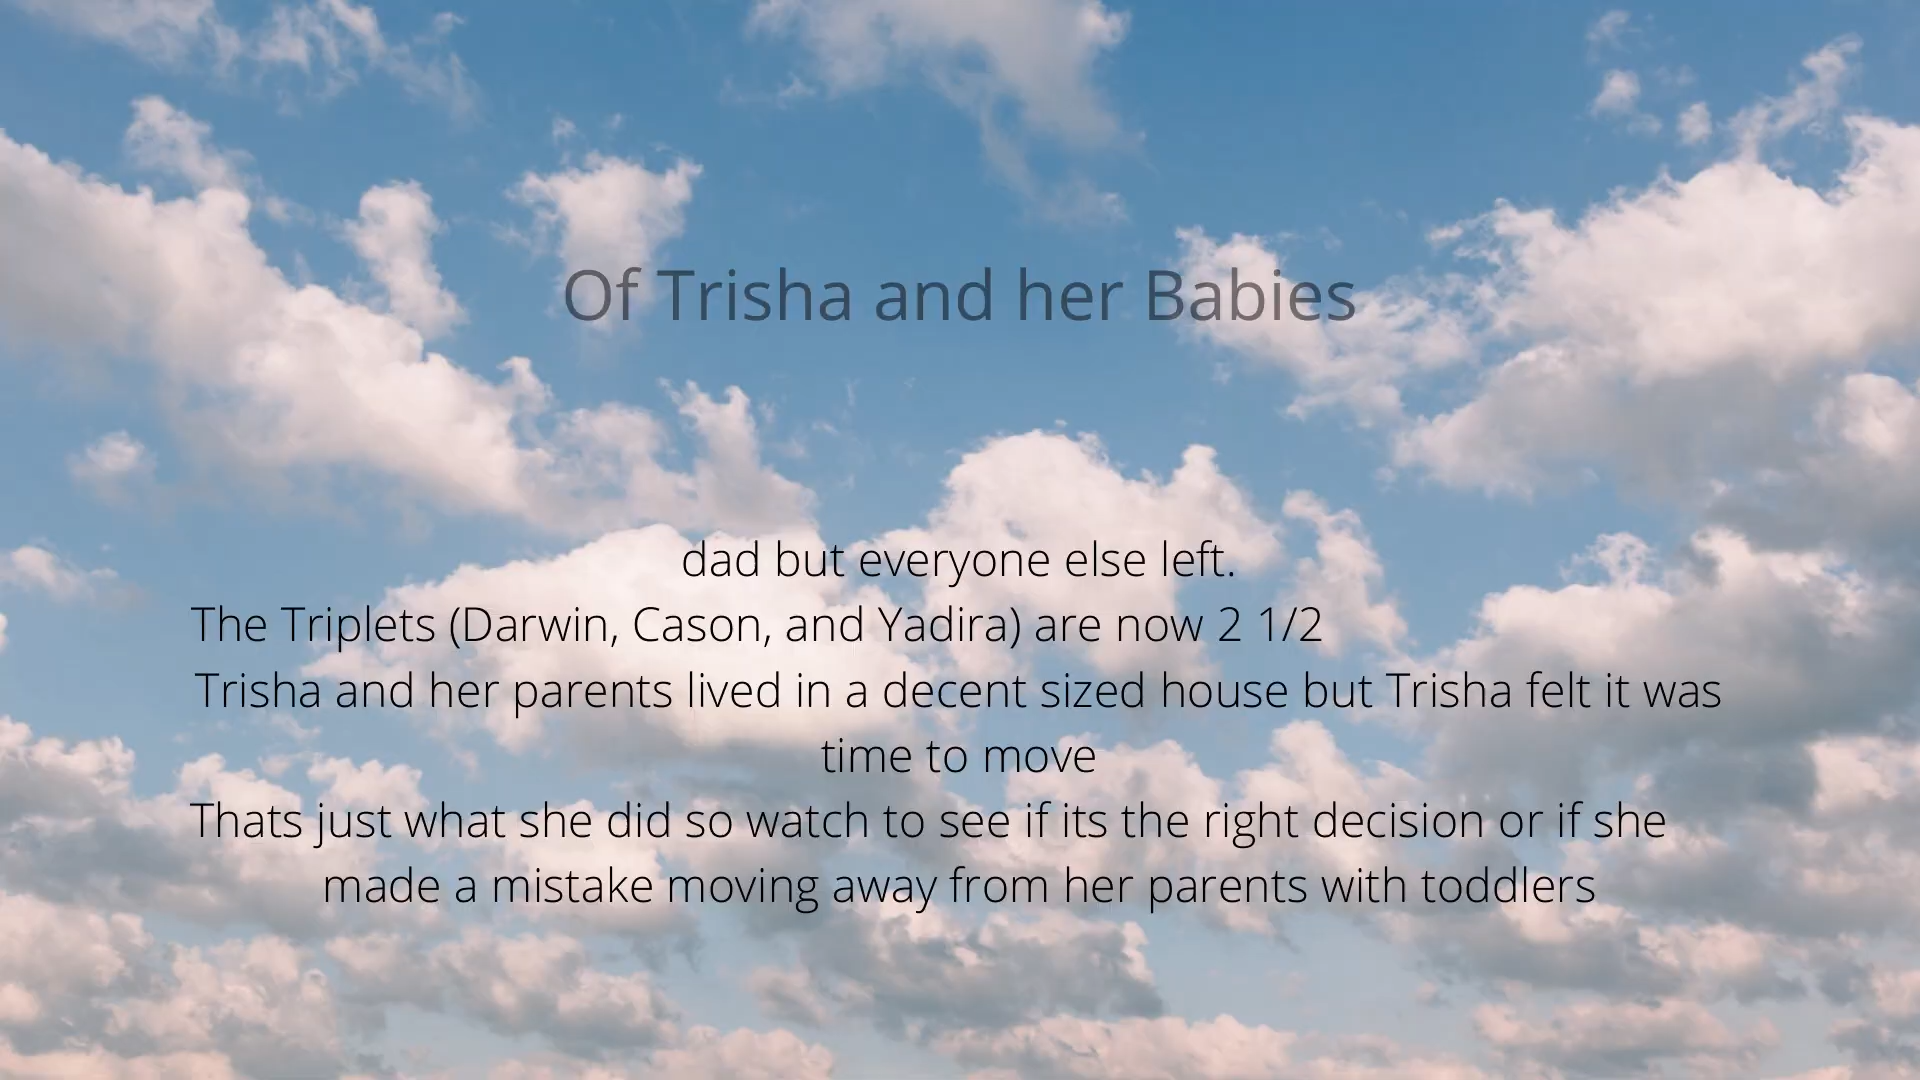 Of Trisha and her Babies
dad but everyone else left.
The Triplets (Darwin, Cason, and Yadira) are now 2 1/2
Trisha and her parents lived in a decent sized house but Trisha felt it was
time to move
Thats just what she did so watch to see if its the right decision or if she
made a mistake moving away from her parents with toddlers